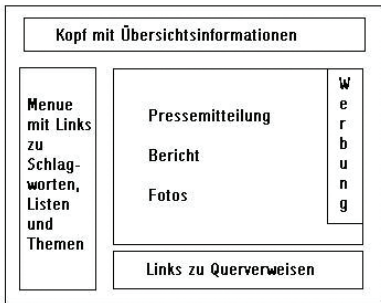 Kopf mit Übersichtsinformationen
Menue
mit Links
zu
Schlag-
worten,
Listen
und
Themen
Pressemitteilung
Bericht
Fotos
W
e
r
b
u
n
g
Links zu Querverweisen